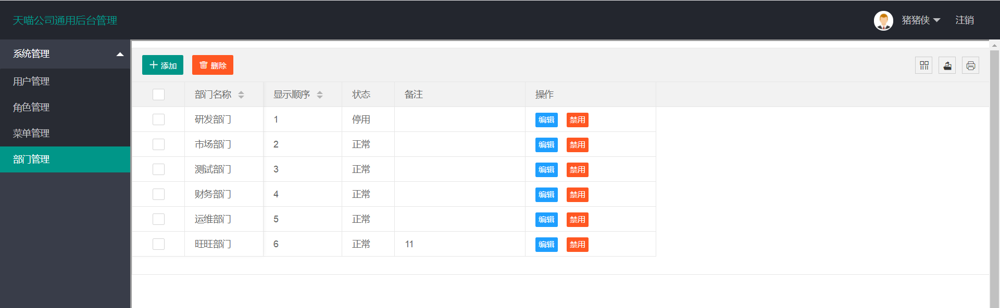 天喵公司通用后台管理
猪猪侠 注销
系统管理
用户管理
角色管理
菜单管理
部门管理
添加 删除
部门名称 显示顺序 状态 备注 操作
研发部门 1 停用 编辑 禁用
市场部门 2 正常 编辑 禁用
测试部门 3 正常 编辑 禁用
财务部门 4 正常 编辑 禁用
运维部门 5 正常 编辑 禁用
旺旺部门 6 正常 11 编辑 禁用